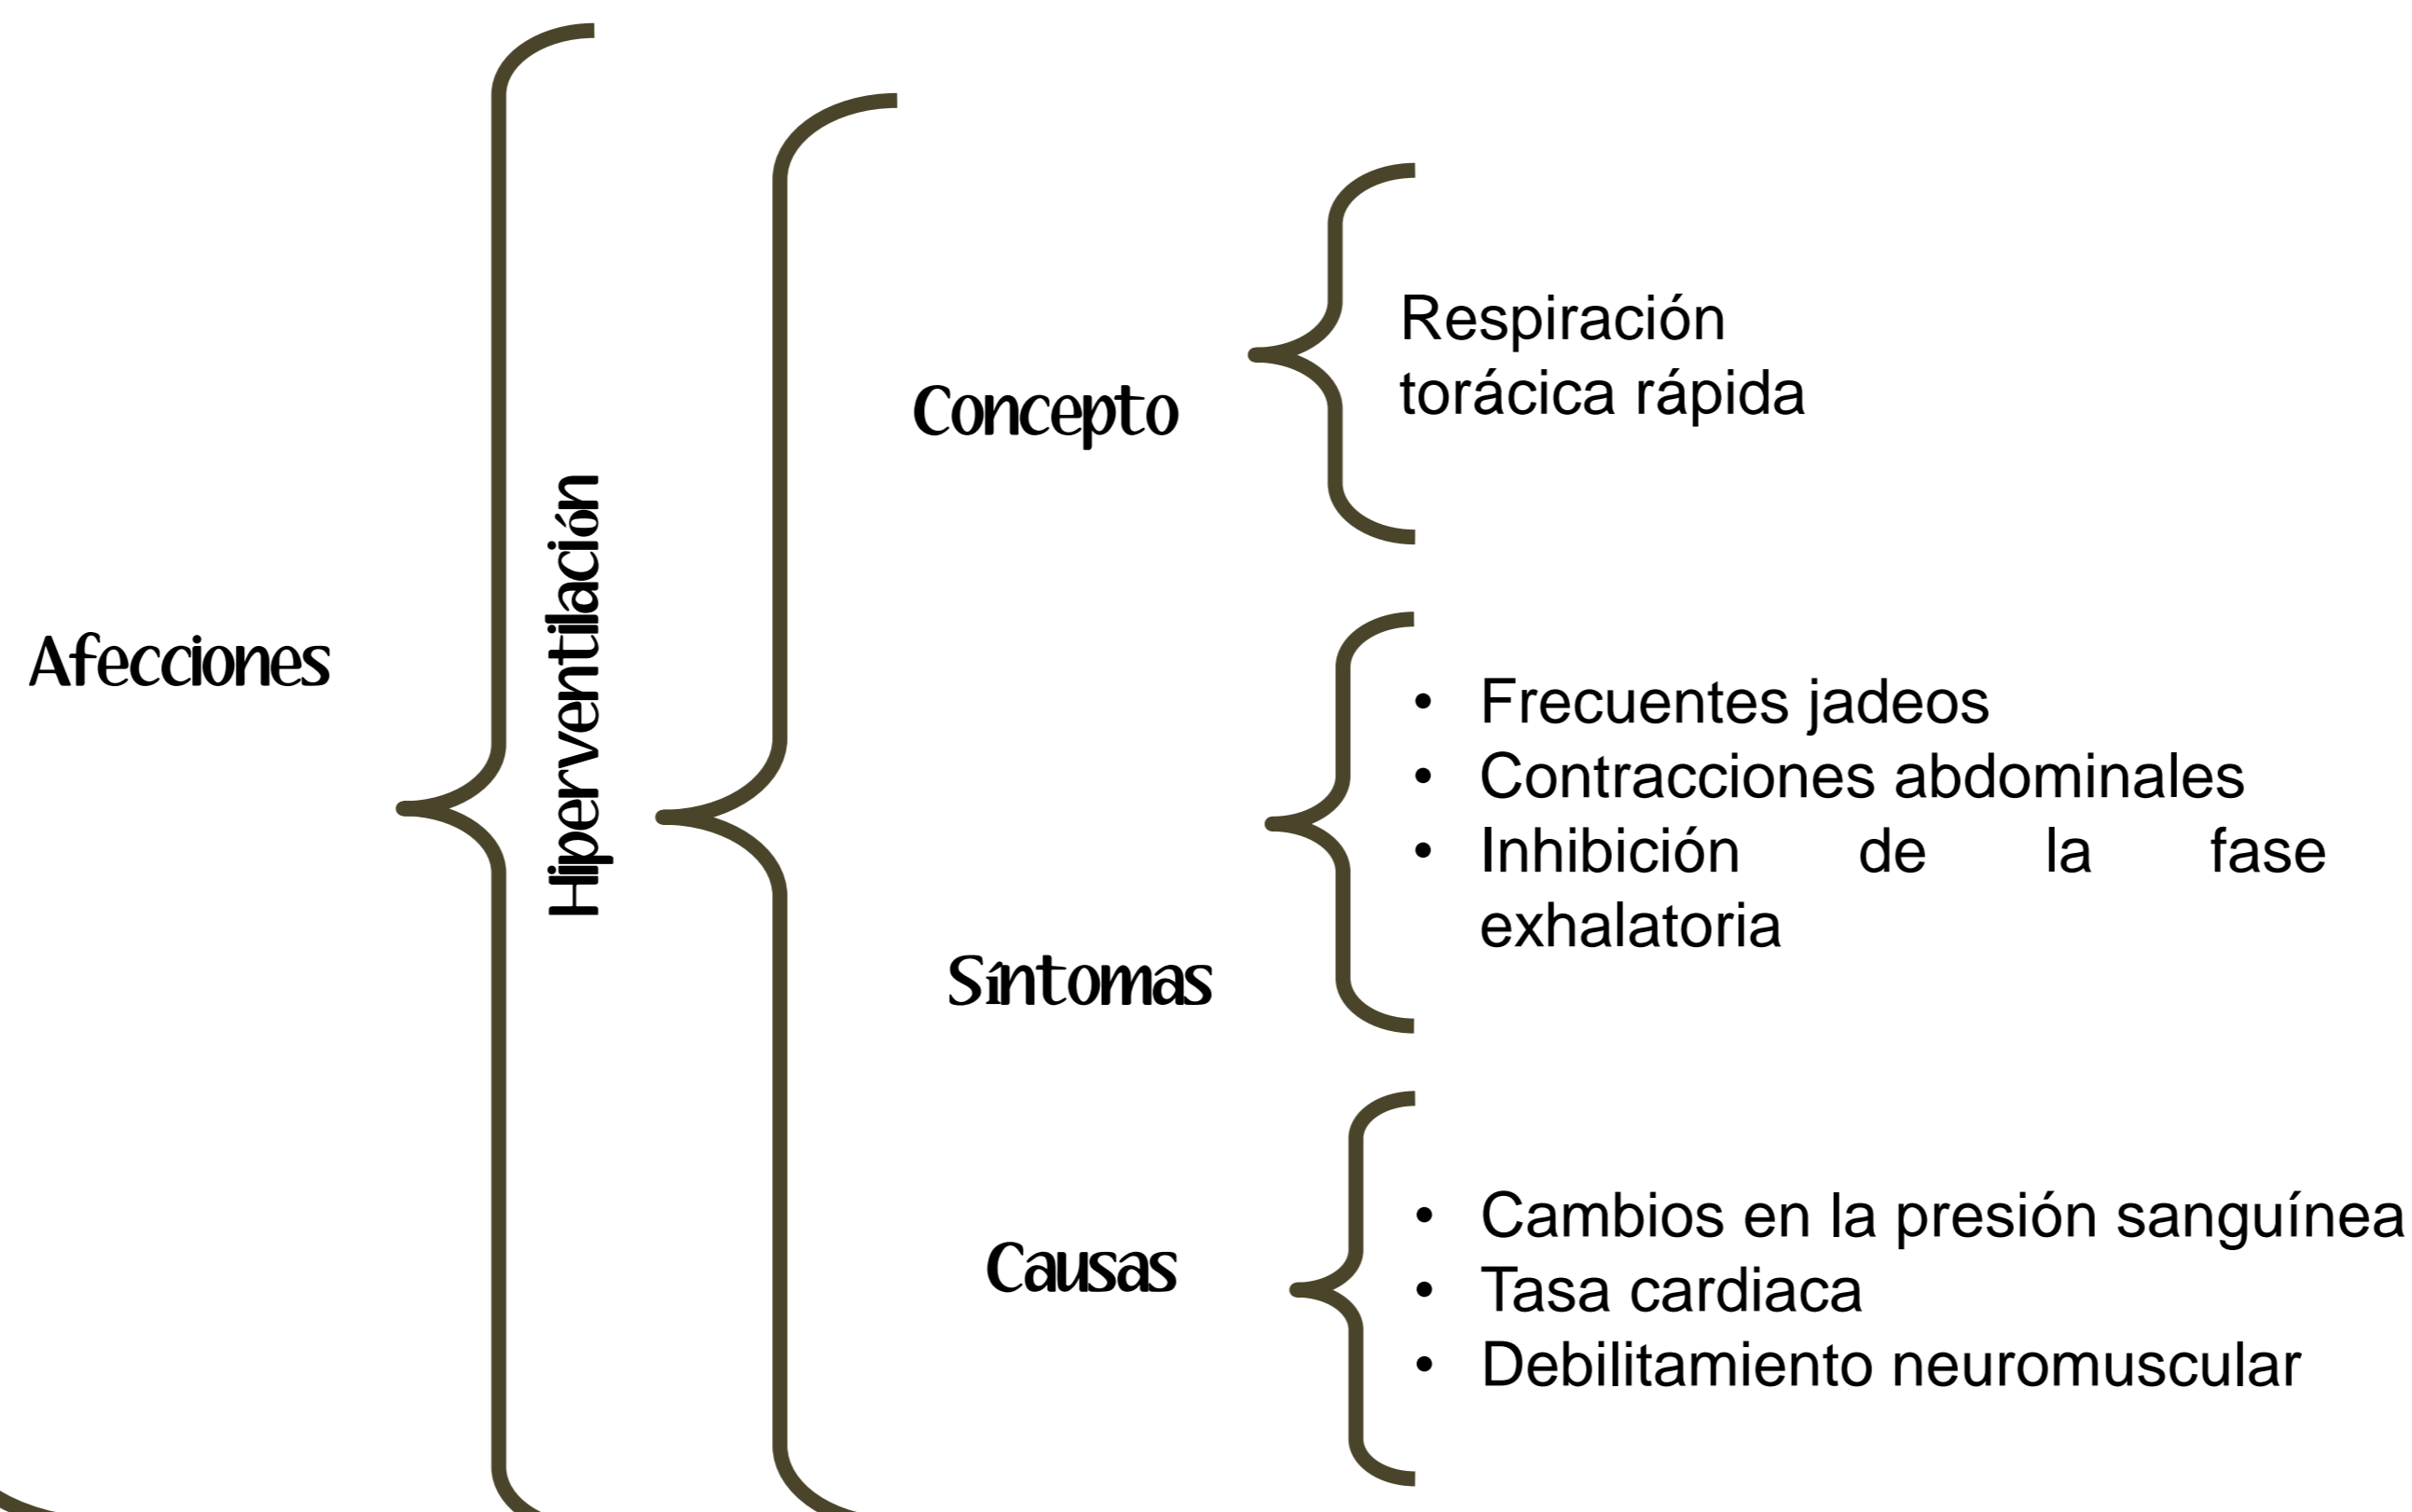 Afecciones
Hiperventilación
Concepto
Respiración
torácica rápida
Síntomas
• Frecuentes jadeos
• Contracciones abdominales
• Inhibición de la fase
exhalatoria
Causas
• Cambios en la presión sanguínea
• Tasa cardiaca
• Debilitamiento neuromuscular